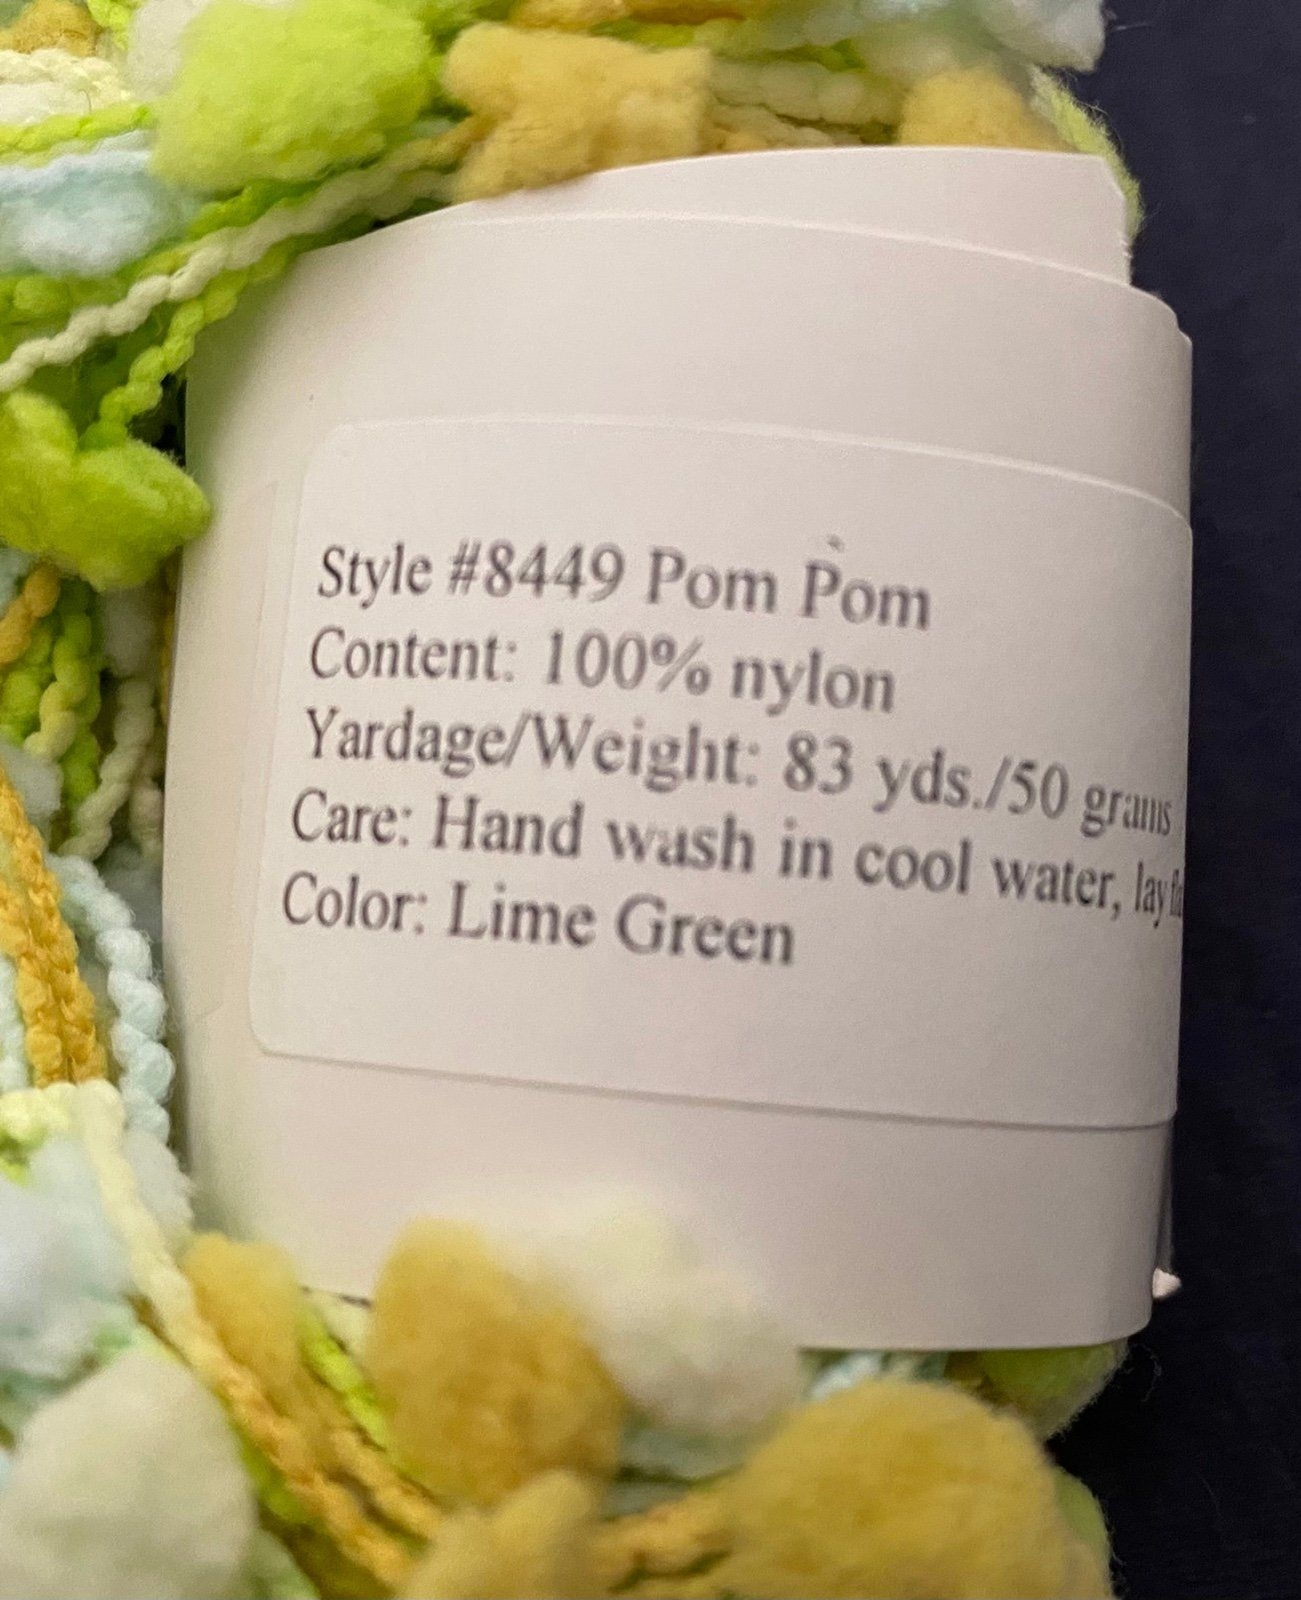 Style #8449 Pom Pom
Content: 100% nylon
Yardage/Weight: 83 yds./50 grams
Care: Hand wash in cool water, lay
Color: Lime Green